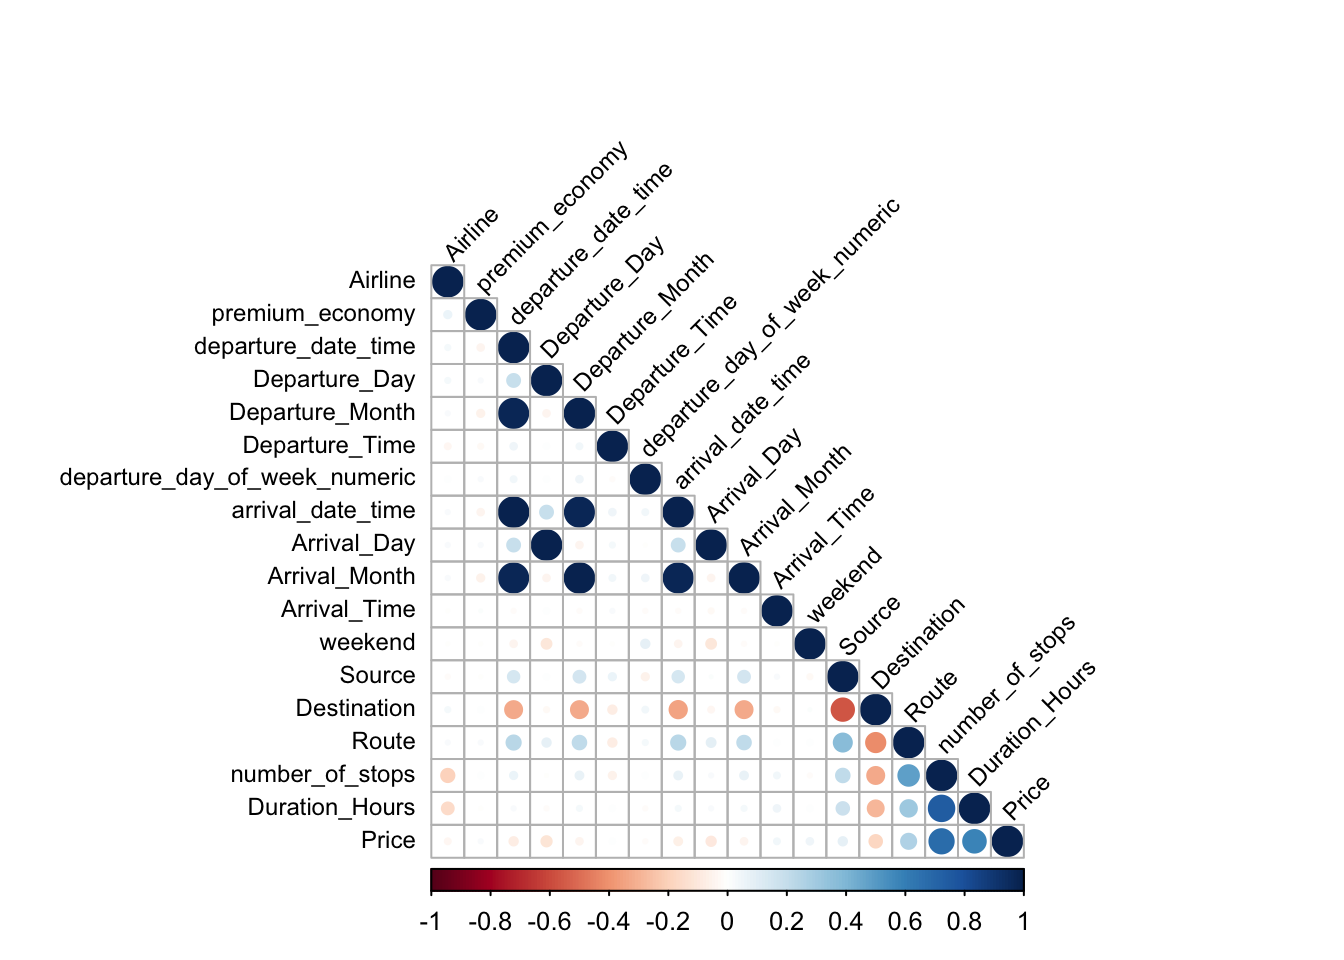 Airline
premium_economy
departure_date_time
Departure_Day
Departure_Month
Departure_Time
departure_day_of_week_numeric
arrival_date_time
Arrival_Day
Arrival_Month
Arrival_Time
weekend
Source
Destination
Route
number_of_stops
Duration_Hours
Price
Airline
premium_economy
departure_date_time
Departure_Day
Departure_Month
Departure_Time
departure_day_of_week_numeric
arrival_date_time
Arrival_Day
Arrival_Month
Arrival_Time
weekend
Source
Destination
Route
number_of_stops
Duration_Hours
Price
-1 -0.8 -0.6 -0.4 -0.2 0 0.2 0.4 0.6 0.8 1